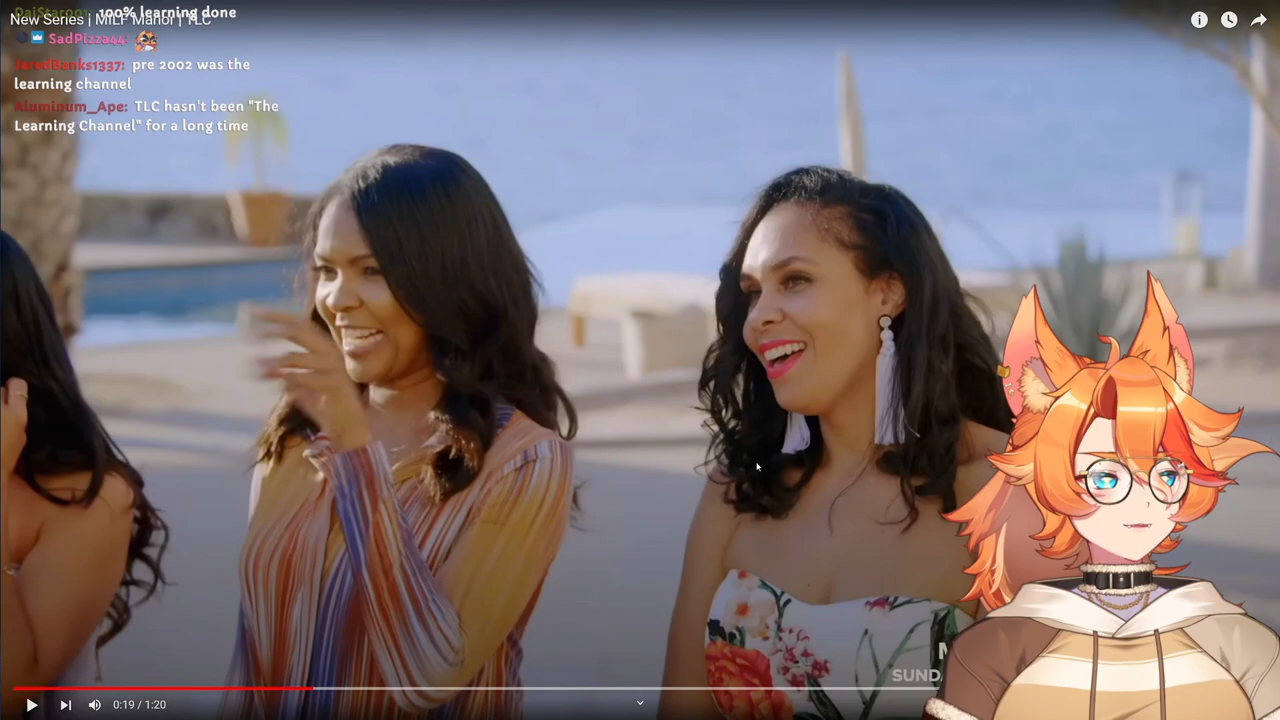 DaiStaroo: 100% learning done
New Series | MILF Manor | TLC
SadPizza44:
JaredBanks1337: pre 2002 was the
learning channel
Aluminum_Ape: TLC hasn't been "The
Learning Channel" for a long time
SUND
0:19 / 1:20